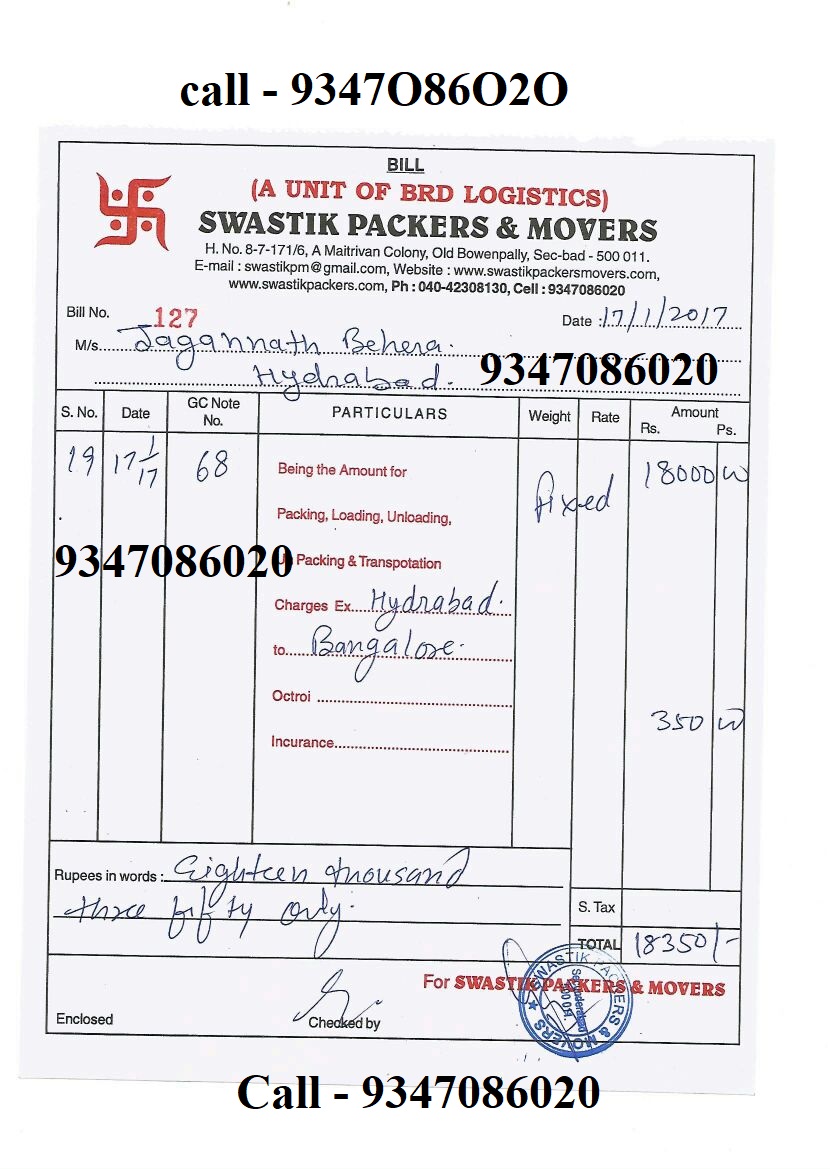 call - 9347O86O2O
BILL
(A UNIT OF BRD LOGISTICS)
SWASTIK PACKERS & MOVERS
H. No. 8-7-171/6, A Maitrivan Colony, Old Bowenpally, Sec-bad - 500 011.
E-mail : swastikpm@gmail.com, Website : www.swastikpackersmovers.com,
www.swastikpackers.com, Ph : 040-42308130, Cell : 9347086020
Bill No. 127 Date : 17/1/2017
M/s. Jagannath Behera.
Hydrabad. 9347086020
S. No. Date GC Note No. PARTICULARS Weight Rate Amount
Rs. Ps.
19 17/1/17 68 Being the Amount for Fixed 18000
Packing, Loading, Unloading,
9347086020 Packing & Transpotation
Charges Ex. Hydrabad.
to Bangalore.
Octroi 350
Incurance
Rupees in words : Eighteen thousand
three fifty only.
S. Tax
TOTAL 18350/-
For SWASTIK PACKERS & MOVERS
SWASTIK PACKERS & MOVERS
Enclosed Checked by
Call - 9347086020